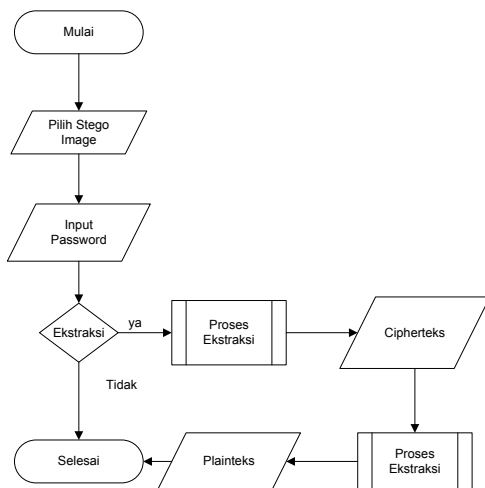 Mulai
Pilih Stego
Image
Input
Password
Ekstraksi
ya
Proses
Ekstraksi
Cipherteks
Tidak
Selesai
Plainteks
Proses
Ekstraksi